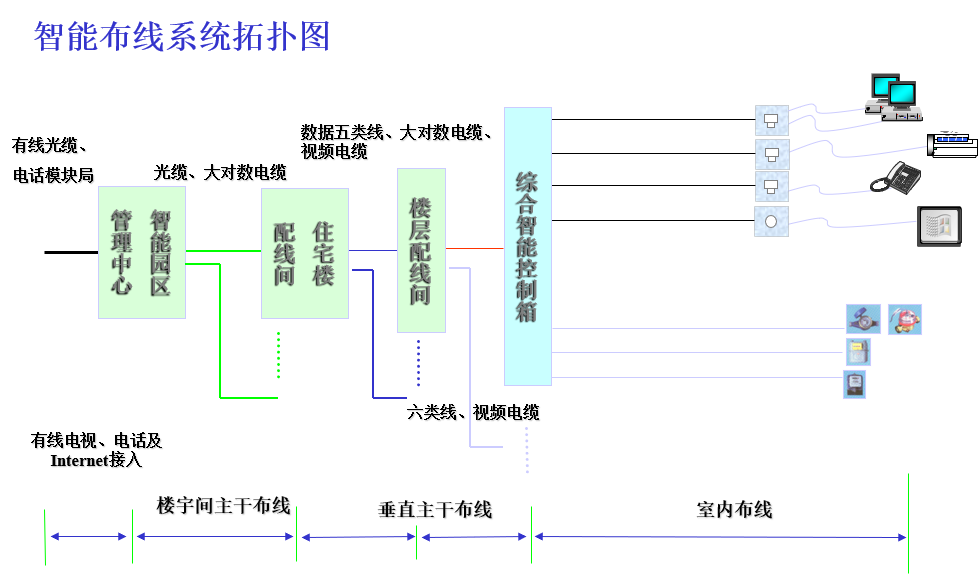 智能布线系统拓扑图
有线光缆、
电话模块局
光缆、大对数电缆
数据五类线、大对数电缆、
视频电缆
智能园区
管理中心
住宅楼
配线间
楼层配线间
综合智能控制箱
六类线、视频电缆
有线电视、电话及
Internet接入
楼宇间主干布线
垂直主干布线
室内布线